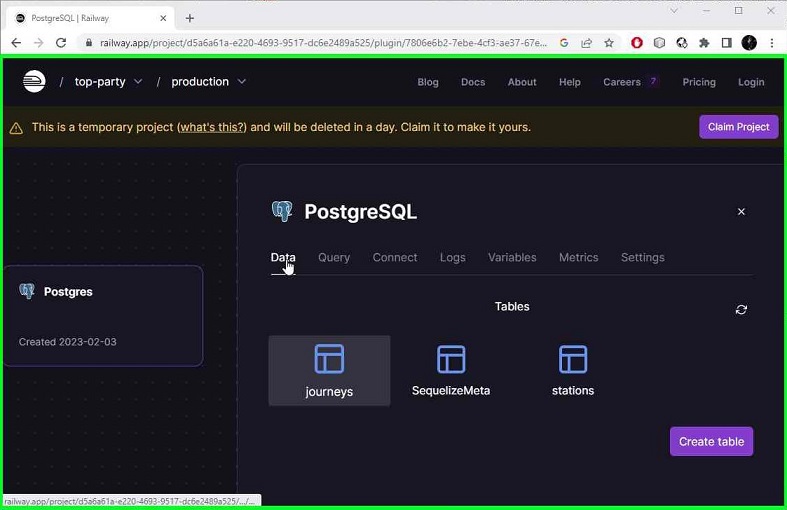 PostgreSQL | Railway
railway.app/project/d5a6a61a-e220-4693-9517-dc6e2489a525/plugin/7806e6b2-7ebe-4cf3-ae37-67e...
/ top-party / production Blog Docs About Help Careers 7 Pricing Login
This is a temporary project (what's this?) and will be deleted in a day. Claim it to make it yours. Claim Project
PostgreSQL
Data Query Connect Logs Variables Metrics Settings
Postgres
Created 2023-02-03
Tables
journeys SequelizeMeta stations
Create table
railway.app/project/d5a6a61a-e220-4693-9517-dc6e2489a525/.../...